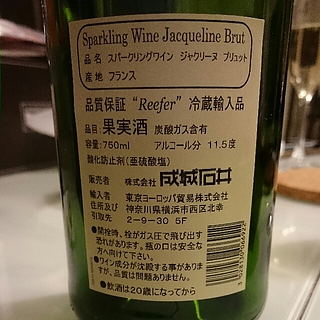 Sparkling Wine Jacqueline Brut
品 名 スパークリングワイン ジャクリーヌ ブリュット
産 地 フランス
品質保証 "Reefer" 冷蔵輸入品
品目：果実酒 炭酸ガス含有
容量：750ml アルコール分 11.5度
酸化防止剤(亜硫酸塩)
販売者 株式会社 成城石井
輸入者 東京ヨーロッパ貿易株式会社
住所及び 神奈川県横浜市西区北幸
引取先 2-9-30 5F
●開栓時、栓がガス圧で飛び出す
恐れがあります。瓶の口は安全な
方へ向けて下さい。
●ワイン成分が沈殿する事があり
ますが、品質は問題ありません。
●飲酒は20歳になってから